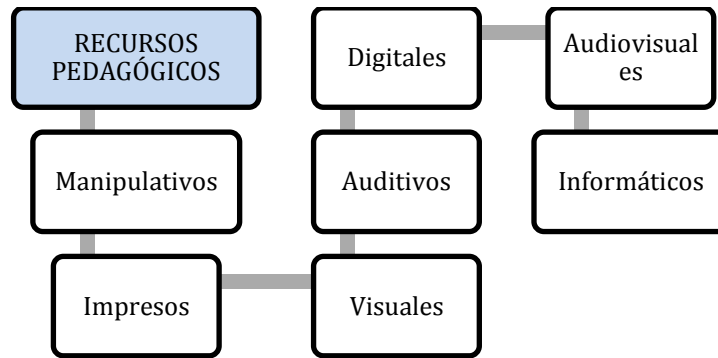 RECURSOS
PEDAGÓGICOS
Manipulativos
Impresos
Visuales
Auditivos
Digitales
Audiovisual
es
Informáticos